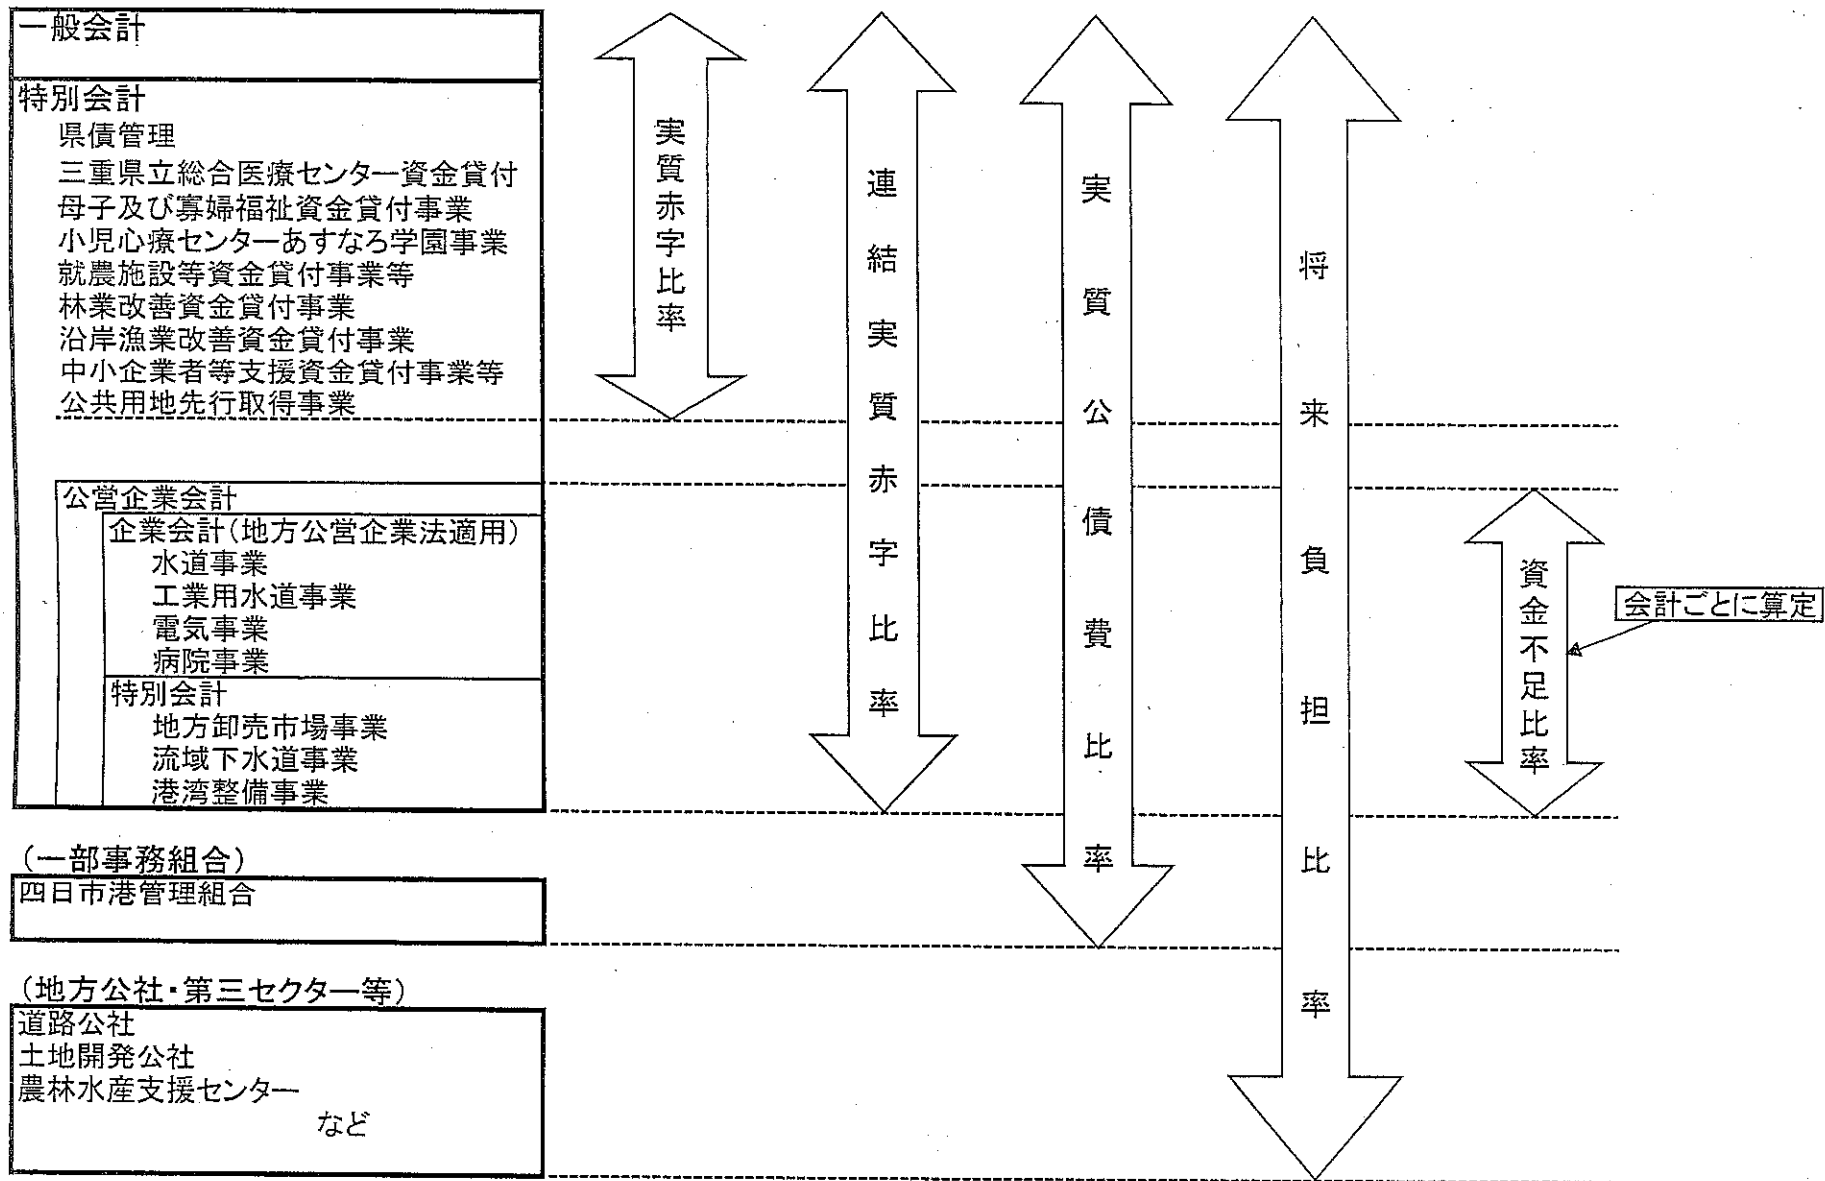 一般会計
特別会計
県債管理
三重県立総合医療センター資金貸付
母子及び寡婦福祉資金貸付事業
小児心療センターあすなろ学園事業
就農施設等資金貸付事業等
林業改善資金貸付事業
沿岸漁業改善資金貸付事業
中小企業者等支援資金貸付事業等
公共用地先行取得事業
公営企業会計
企業会計(地方公営企業法適用)
水道事業
工業用水道事業
電気事業
病院事業
特別会計
地方卸売市場事業
流域下水道事業
港湾整備事業
(一部事務組合)
四日市港管理組合
(地方公社・第三セクター等)
道路公社
土地開発公社
農林水産支援センター
など
実質赤字比率
連結実質赤字比率
実質公債費比率
将来負担比率
資金不足比率
会計ごとに算定